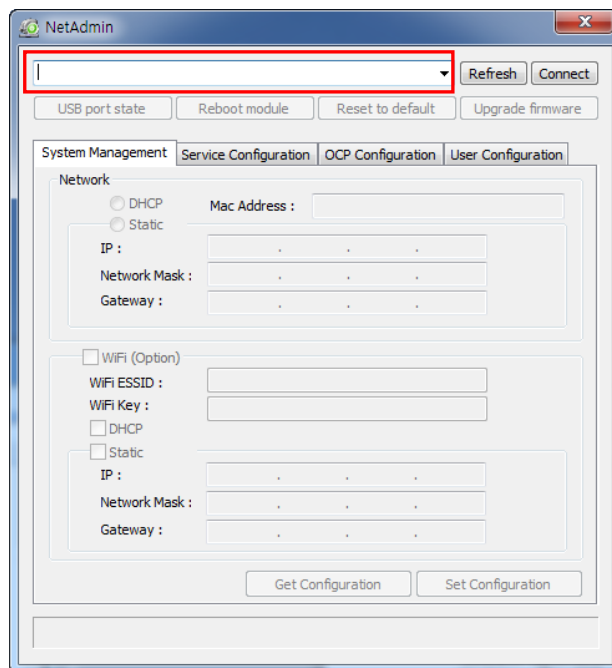 NetAdmin
Refresh Connect
USB port state Reboot module Reset to default Upgrade firmware
System Management Service Configuration OCP Configuration User Configuration
Network
DHCP Mac Address :
Static
IP : . . .
Network Mask : . . .
Gateway : . . .
WiFi (Option)
WiFi ESSID :
WiFi Key :
DHCP
Static
IP : . . .
Network Mask : . . .
Gateway : . . .
Get Configuration Set Configuration